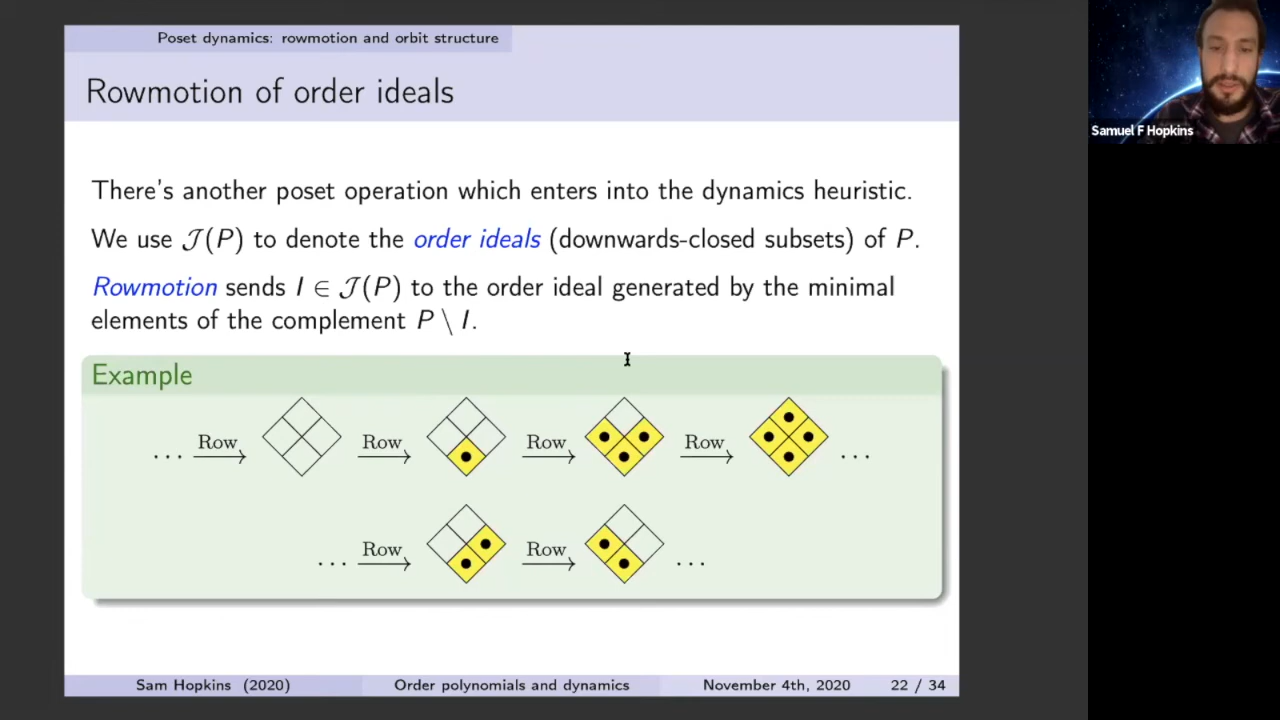 Poset dynamics: rowmotion and orbit structure
Rowmotion of order ideals
There's another poset operation which enters into the dynamics heuristic.
We use 𝒥(P) to denote the order ideals (downwards-closed subsets) of P.
Rowmotion sends I ∈ 𝒥(P) to the order ideal generated by the minimal
elements of the complement P \ I.
Example
··· Row Row Row Row ···
··· Row Row ···
Sam Hopkins (2020) Order polynomials and dynamics November 4th, 2020 22 / 34
Samuel F Hopkins